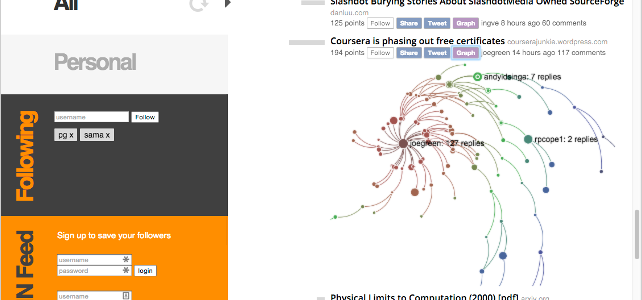 All
Personal
Following
username
Follow
pg x
sama x
N Feed
Sign up to save your followers
username
password
login
username
Slashdot Burying Stories About SlashdotMedia Owned SourceForge
danluu.com
125 points Follow Share Tweet Graph ingve 8 hours ago 60 comments
Coursera is phasing out free certificates courserajunkie.wordpress.com
194 points Follow Share Tweet Graph joegreen 14 hours ago 117 comments
andyidsinga: 7 replies
joegreen: 127 replies
rpcope1: 2 replies
Physical Limits to Computation (2000) [pdf] arxiv.org